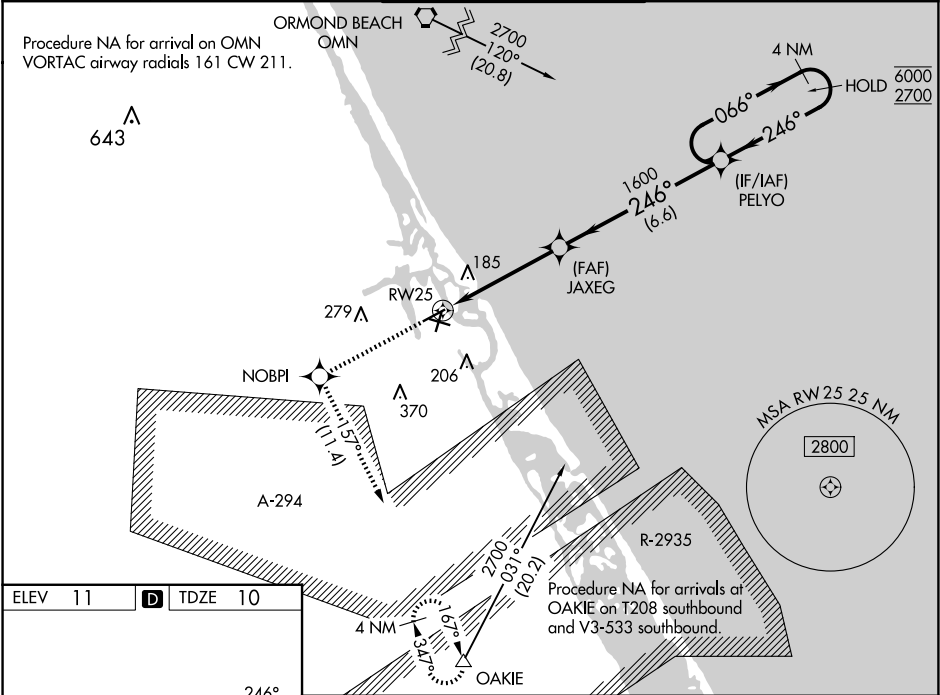 ORMOND BEACH
OMN
Procedure NA for arrival on OMN
VORTAC airway radials 161 CW 211.
2700
120°
(20.8)
4 NM
HOLD
6000
2700
066°
246°
643
(IF/IAF)
PELYO
1600
246°
(6.6)
(FAF)
JAXEG
185
RW25
279
NOBPI
206
370
157°
(11.4)
MSA RW25 25 NM
2800
A-294
R-2935
2700
031°
(20.2)
Procedure NA for arrivals at
OAKIE on T208 southbound
and V3-533 southbound.
ELEV 11 D TDZE 10
4 NM
167°
347°
OAKIE
246°